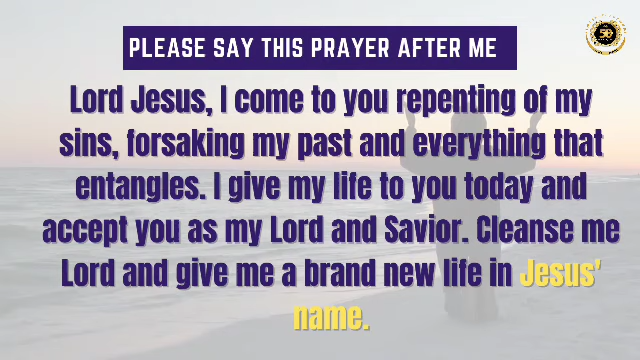 PLEASE SAY THIS PRAYER AFTER ME
Lord Jesus, I come to you repenting of my
sins, forsaking my past and everything that
entangles. I give my life to you today and
accept you as my Lord and Savior. Cleanse me
Lord and give me a brand new life in Jesus'
name.
50